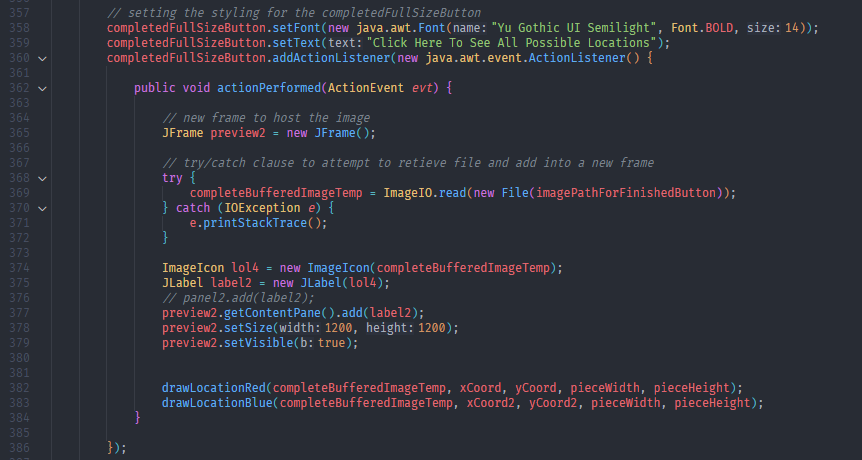 357 // setting the styling for the completedFullSizeButton
358 completedFullSizeButton.setFont(new java.awt.Font(name: "Yu Gothic UI Semilight", Font.BOLD, size: 14));
359 completedFullSizeButton.setText(text: "Click Here To See All Possible Locations");
360 completedFullSizeButton.addActionListener(new java.awt.event.ActionListener() {
361
362 public void actionPerformed(ActionEvent evt) {
363
364 // new frame to host the image
365 JFrame preview2 = new JFrame();
366
367 // try/catch clause to attempt to retieve file and add into a new frame
368 try {
369 completeBufferedImageTemp = ImageIO.read(new File(imagePathForFinishedButton));
370 } catch (IOException e) {
371 e.printStackTrace();
372 }
373
374 ImageIcon lol4 = new ImageIcon(completeBufferedImageTemp);
375 JLabel label2 = new JLabel(lol4);
376 // panel2.add(label2);
377 preview2.getContentPane().add(label2);
378 preview2.setSize(width: 1200, height: 1200);
379 preview2.setVisible(b: true);
380
381
382 drawLocationRed(completeBufferedImageTemp, xCoord, yCoord, pieceWidth, pieceHeight);
383 drawLocationBlue(completeBufferedImageTemp, xCoord2, yCoord2, pieceWidth, pieceHeight);
384 }
385
386 });